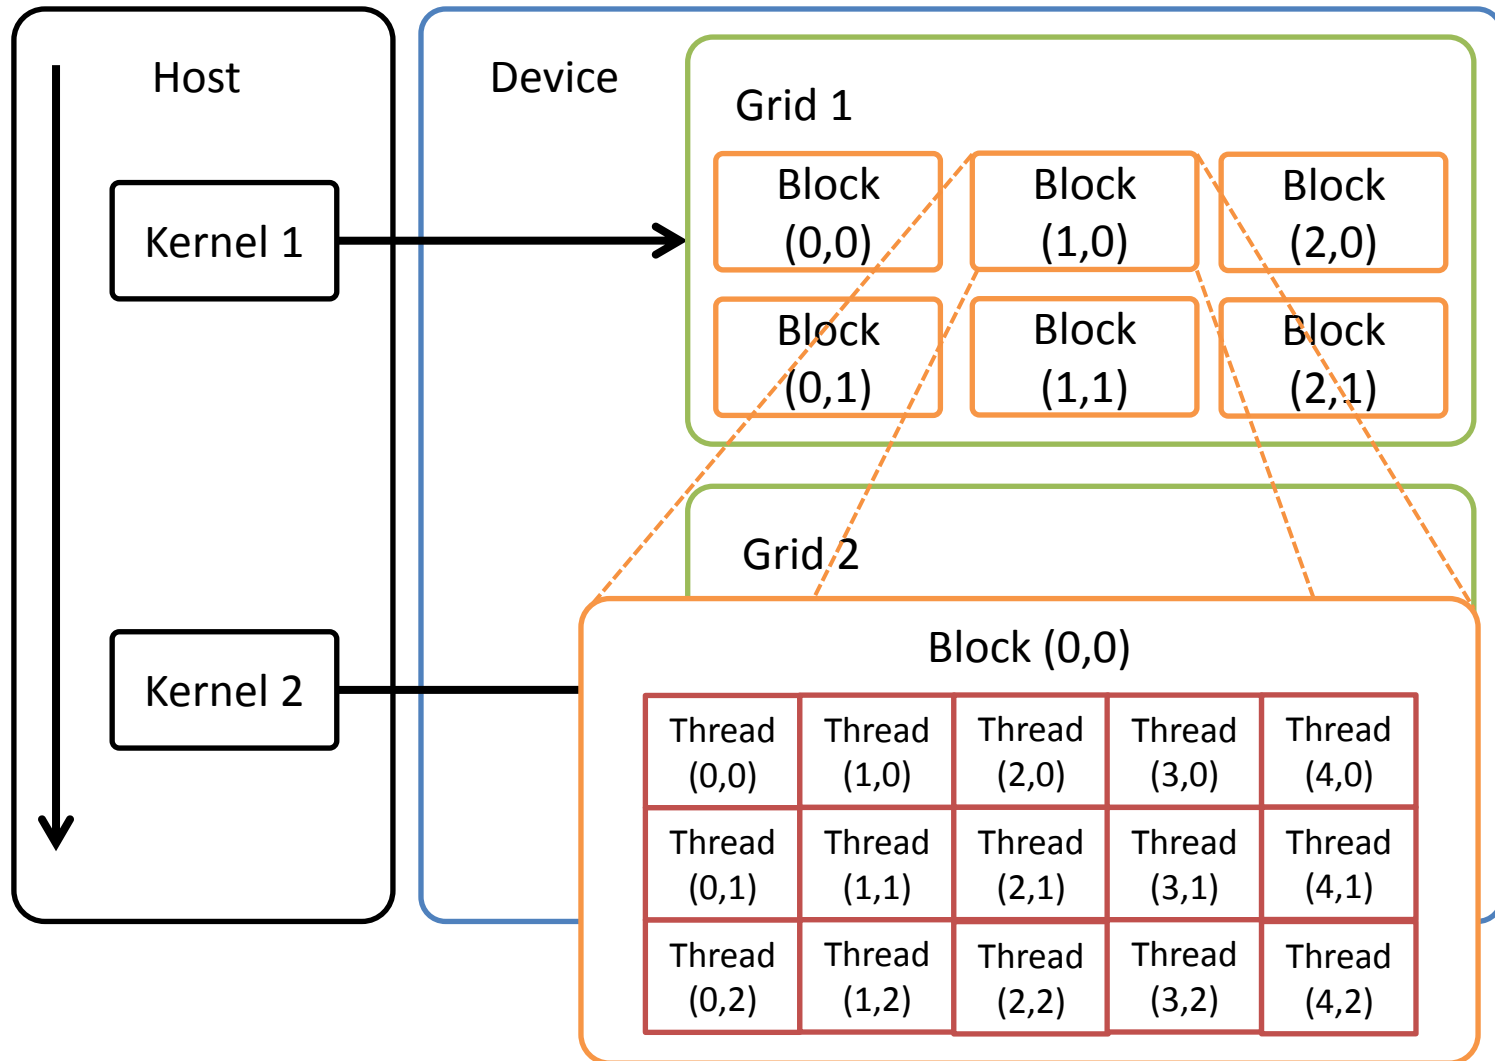 Host
Device
Grid 1
Block
(0,0)
Block
(1,0)
Block
(2,0)
Kernel 1
Block
(0,1)
Block
(1,1)
Block
(2,1)
Grid 2
Kernel 2
Block (0,0)
Thread
(0,0)
Thread
(1,0)
Thread
(2,0)
Thread
(3,0)
Thread
(4,0)
Thread
(0,1)
Thread
(1,1)
Thread
(2,1)
Thread
(3,1)
Thread
(4,1)
Thread
(0,2)
Thread
(1,2)
Thread
(2,2)
Thread
(3,2)
Thread
(4,2)